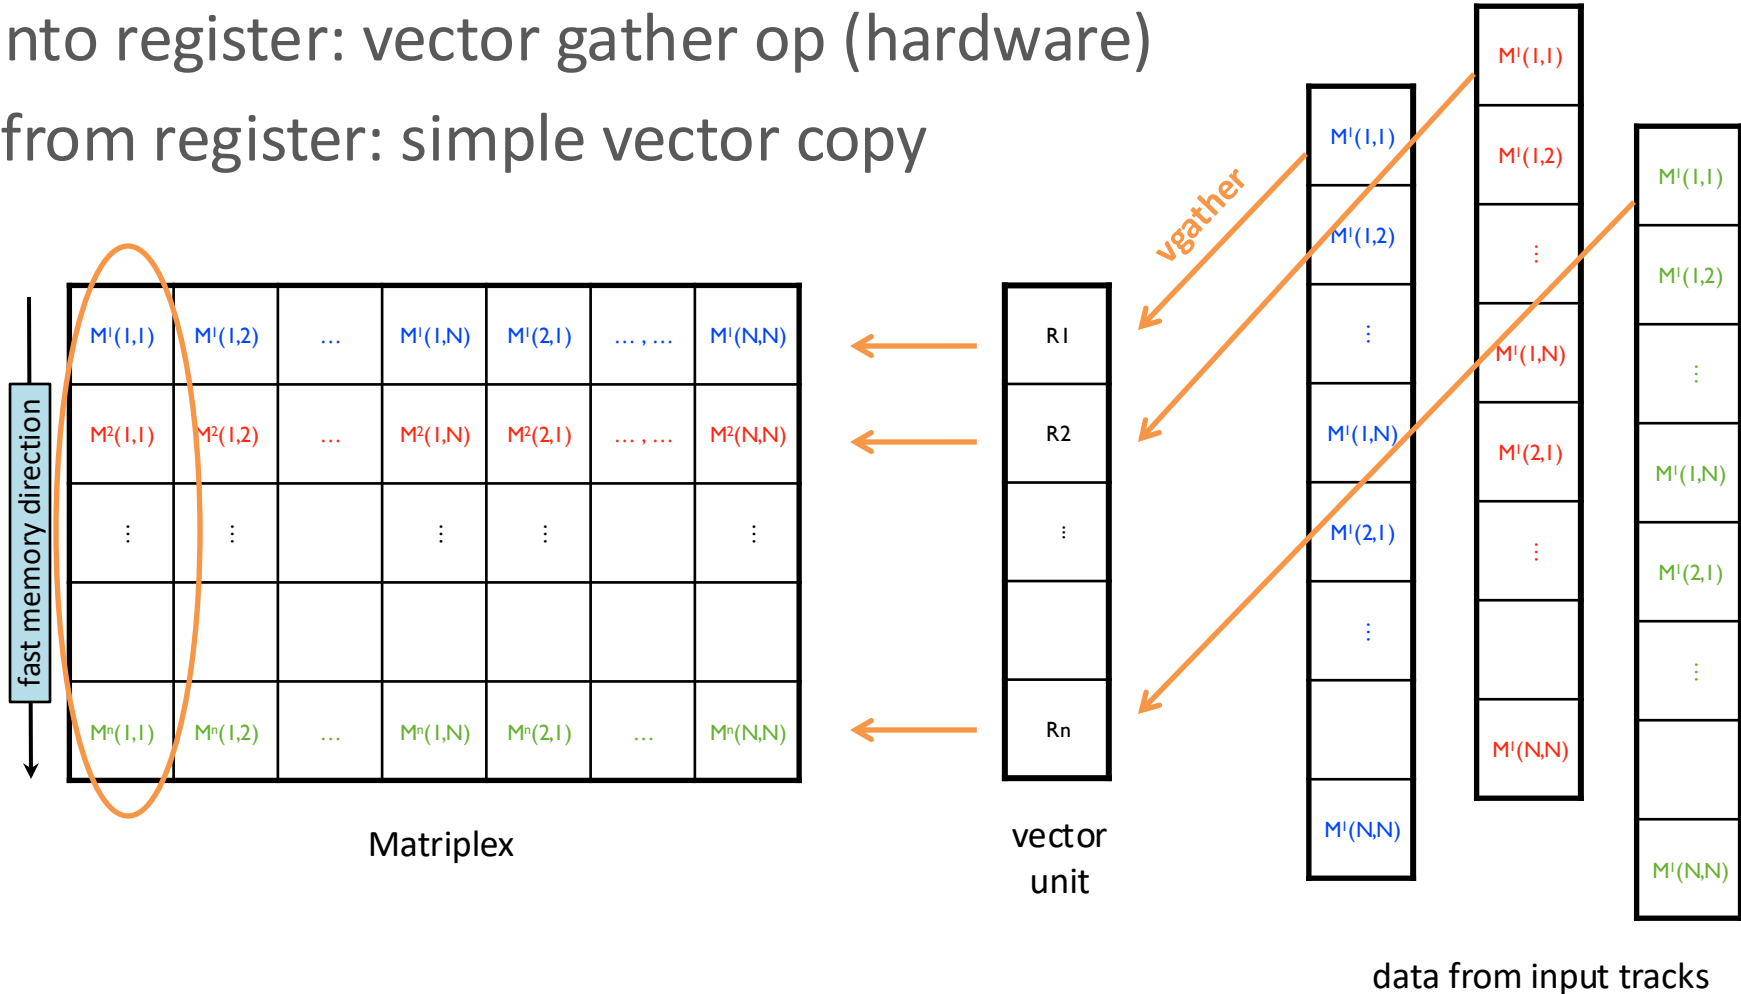 nto register: vector gather op (hardware)
from register: simple vector copy
fast memory direction
M¹(1,1) M¹(1,2) ... M¹(1,N) M¹(2,1) ... , ... M¹(N,N)
M²(1,1) M²(1,2) ... M²(1,N) M²(2,1) ... , ... M²(N,N)
⋮ ⋮ ⋮ ⋮ ⋮
Mⁿ(1,1) Mⁿ(1,2) ... Mⁿ(1,N) Mⁿ(2,1) ... Mⁿ(N,N)
Matriplex
R1
R2
⋮
Rn
vector
unit
vgather
M¹(1,1)
M¹(1,2)
⋮
M¹(1,N)
M¹(2,1)
⋮
M¹(N,N)
M¹(1,1)
M¹(1,2)
⋮
M¹(1,N)
M¹(2,1)
⋮
M¹(N,N)
M¹(1,1)
M¹(1,2)
⋮
M¹(1,N)
M¹(2,1)
⋮
M¹(N,N)
data from input tracks